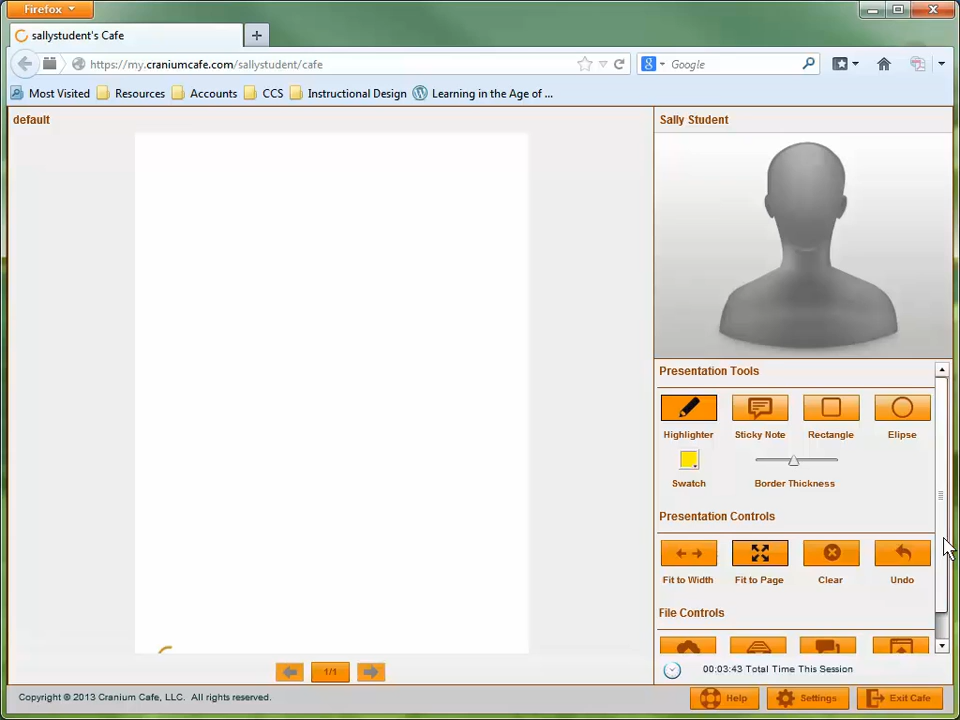 Firefox
sallystudent's Cafe
https://my.craniumcafe.com/sallystudent/cafe
Google
Most Visited
Resources
Accounts
CCS
Instructional Design
Learning in the Age of ...
default
Sally Student
Presentation Tools
Highlighter
Sticky Note
Rectangle
Elipse
Swatch
Border Thickness
Presentation Controls
Fit to Width
Fit to Page
Clear
Undo
File Controls
1/1
00:03:43 Total Time This Session
Copyright © 2013 Cranium Cafe, LLC. All rights reserved.
Help
Settings
Exit Cafe